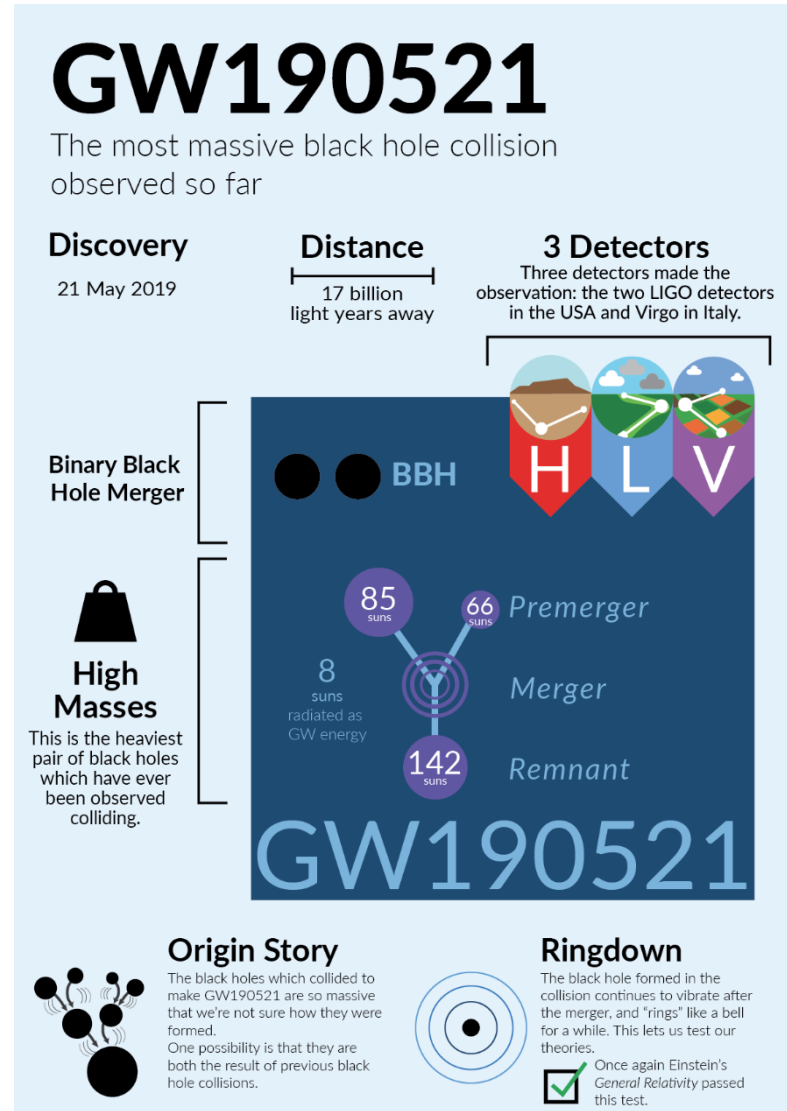 GW190521
The most massive black hole collision
observed so far
Discovery
21 May 2019
Distance
17 billion
light years away
3 Detectors
Three detectors made the
observation: the two LIGO detectors
in the USA and Virgo in Italy.
Binary Black
Hole Merger
BBH
H
L
V
High
Masses
This is the heaviest
pair of black holes
which have ever
been observed
colliding.
85
suns
66
suns
Premerger
8
suns
radiated as
GW energy
Merger
142
suns
Remnant
GW190521
Origin Story
The black holes which collided to
make GW190521 are so massive
that we're not sure how they were
formed.
One possibility is that they are
both the result of previous black
hole collisions.
Ringdown
The black hole formed in the
collision continues to vibrate after
the merger, and “rings” like a bell
for a while. This lets us test our
theories.
Once again Einstein's
General Relativity passed
this test.